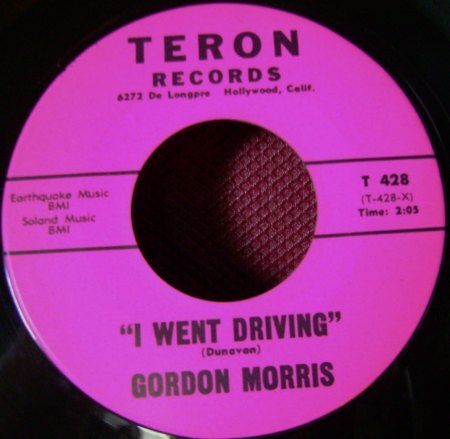 TERON
RECORDS
6272 De Longpre Hollywood, Calif.
Earthquake Music
BMI
Soland Music
BMI
T 428
(T-428-X)
Time: 2:05
"I WENT DRIVING"
(Dunavan)
GORDON MORRIS